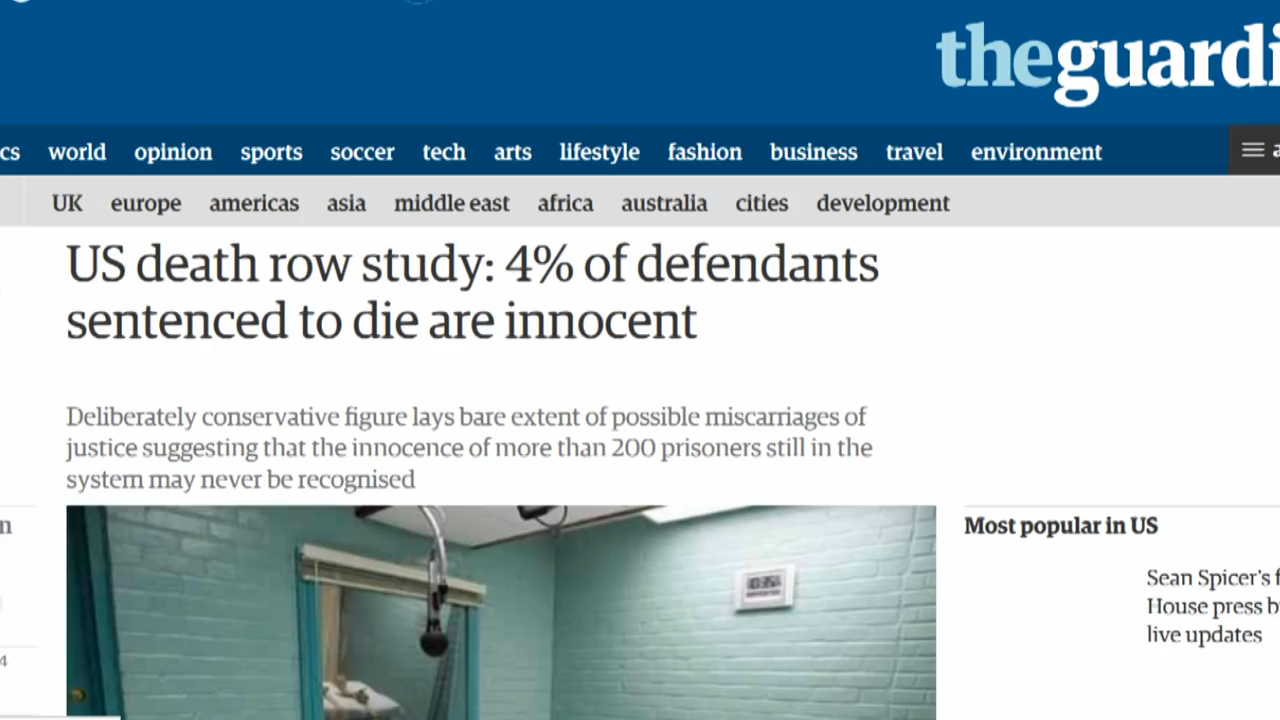 theguardi
cs world opinion sports soccer tech arts lifestyle fashion business travel environment a
UK europe americas asia middle east africa australia cities development
US death row study: 4% of defendants
sentenced to die are innocent
Deliberately conservative figure lays bare extent of possible miscarriages of
justice suggesting that the innocence of more than 200 prisoners still in the
system may never be recognised
n
Most popular in US
Sean Spicer's f
House press b
live updates
4